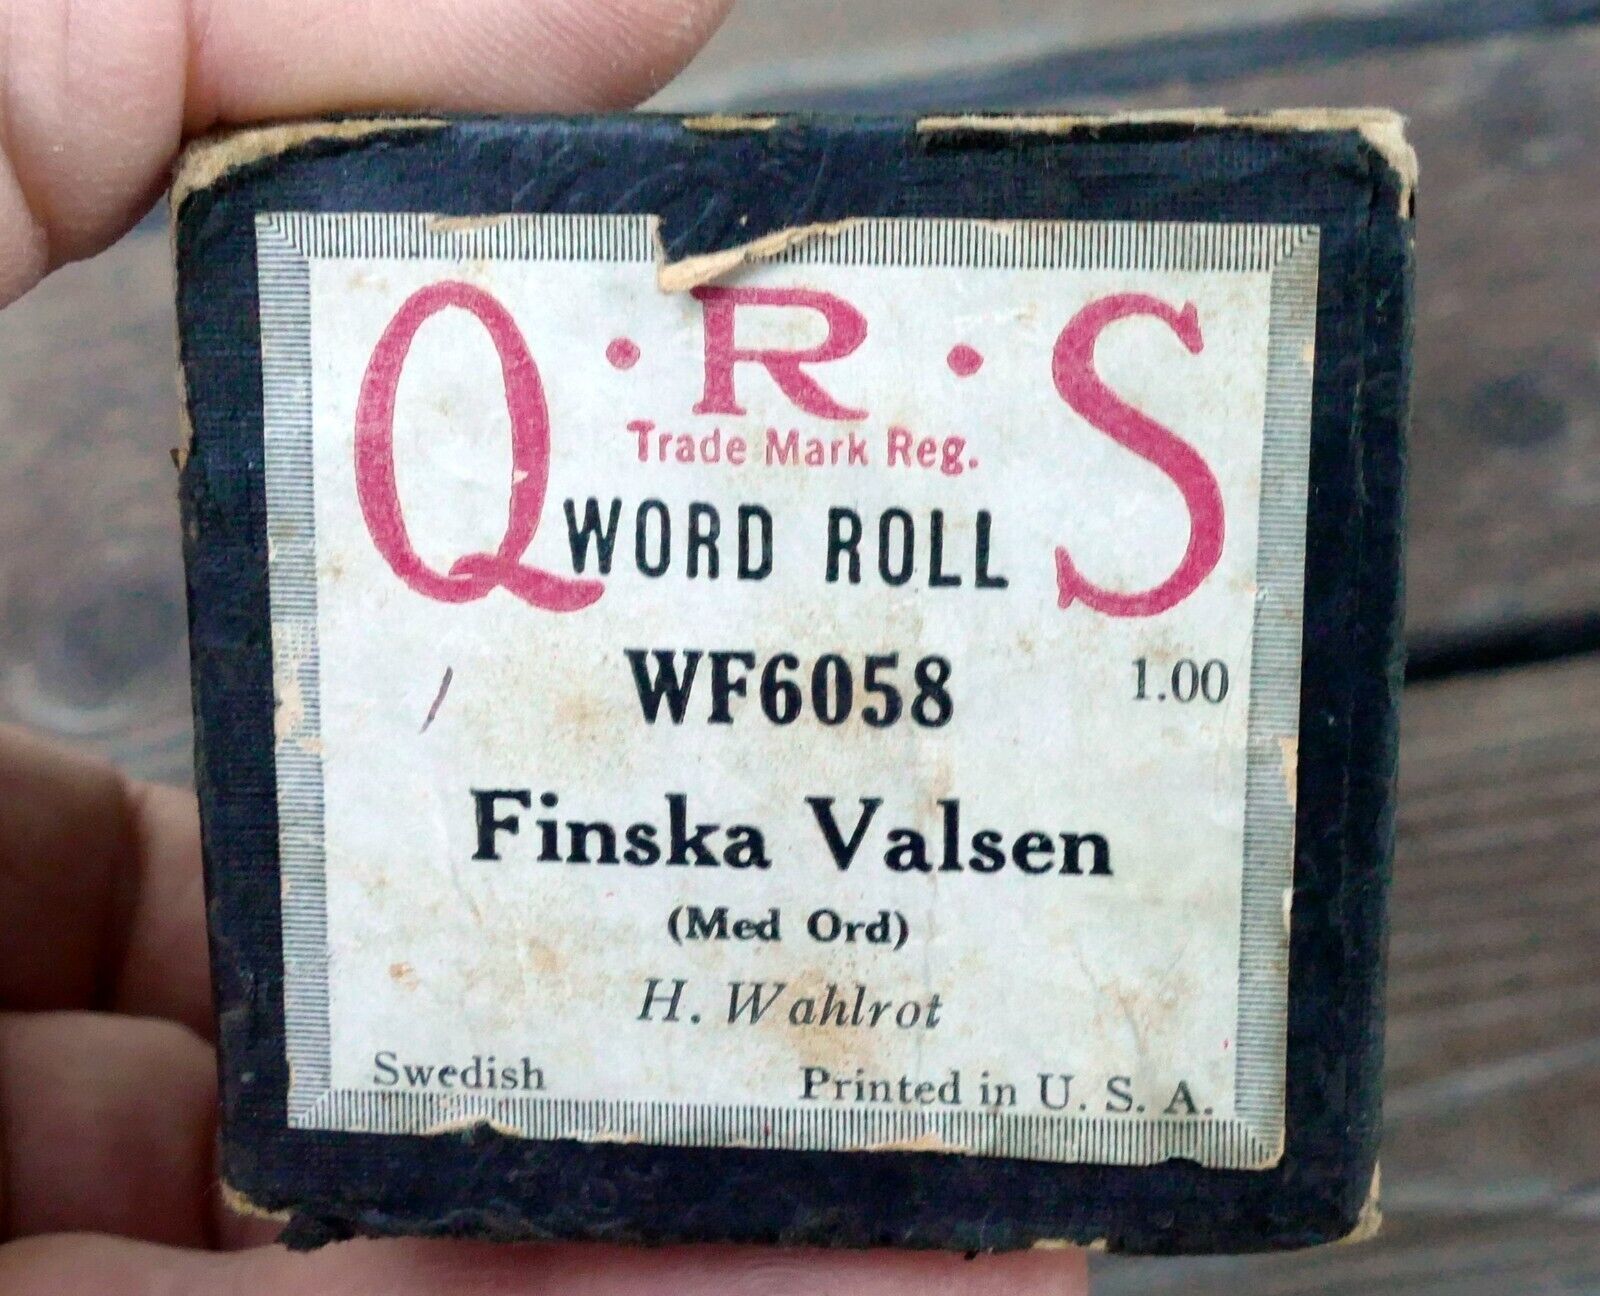 Q·R·S
Trade Mark Reg.
WORD ROLL
WF6058 1.00
Finska Valsen
(Med Ord)
H. Wahlrot
Swedish Printed in U. S. A.